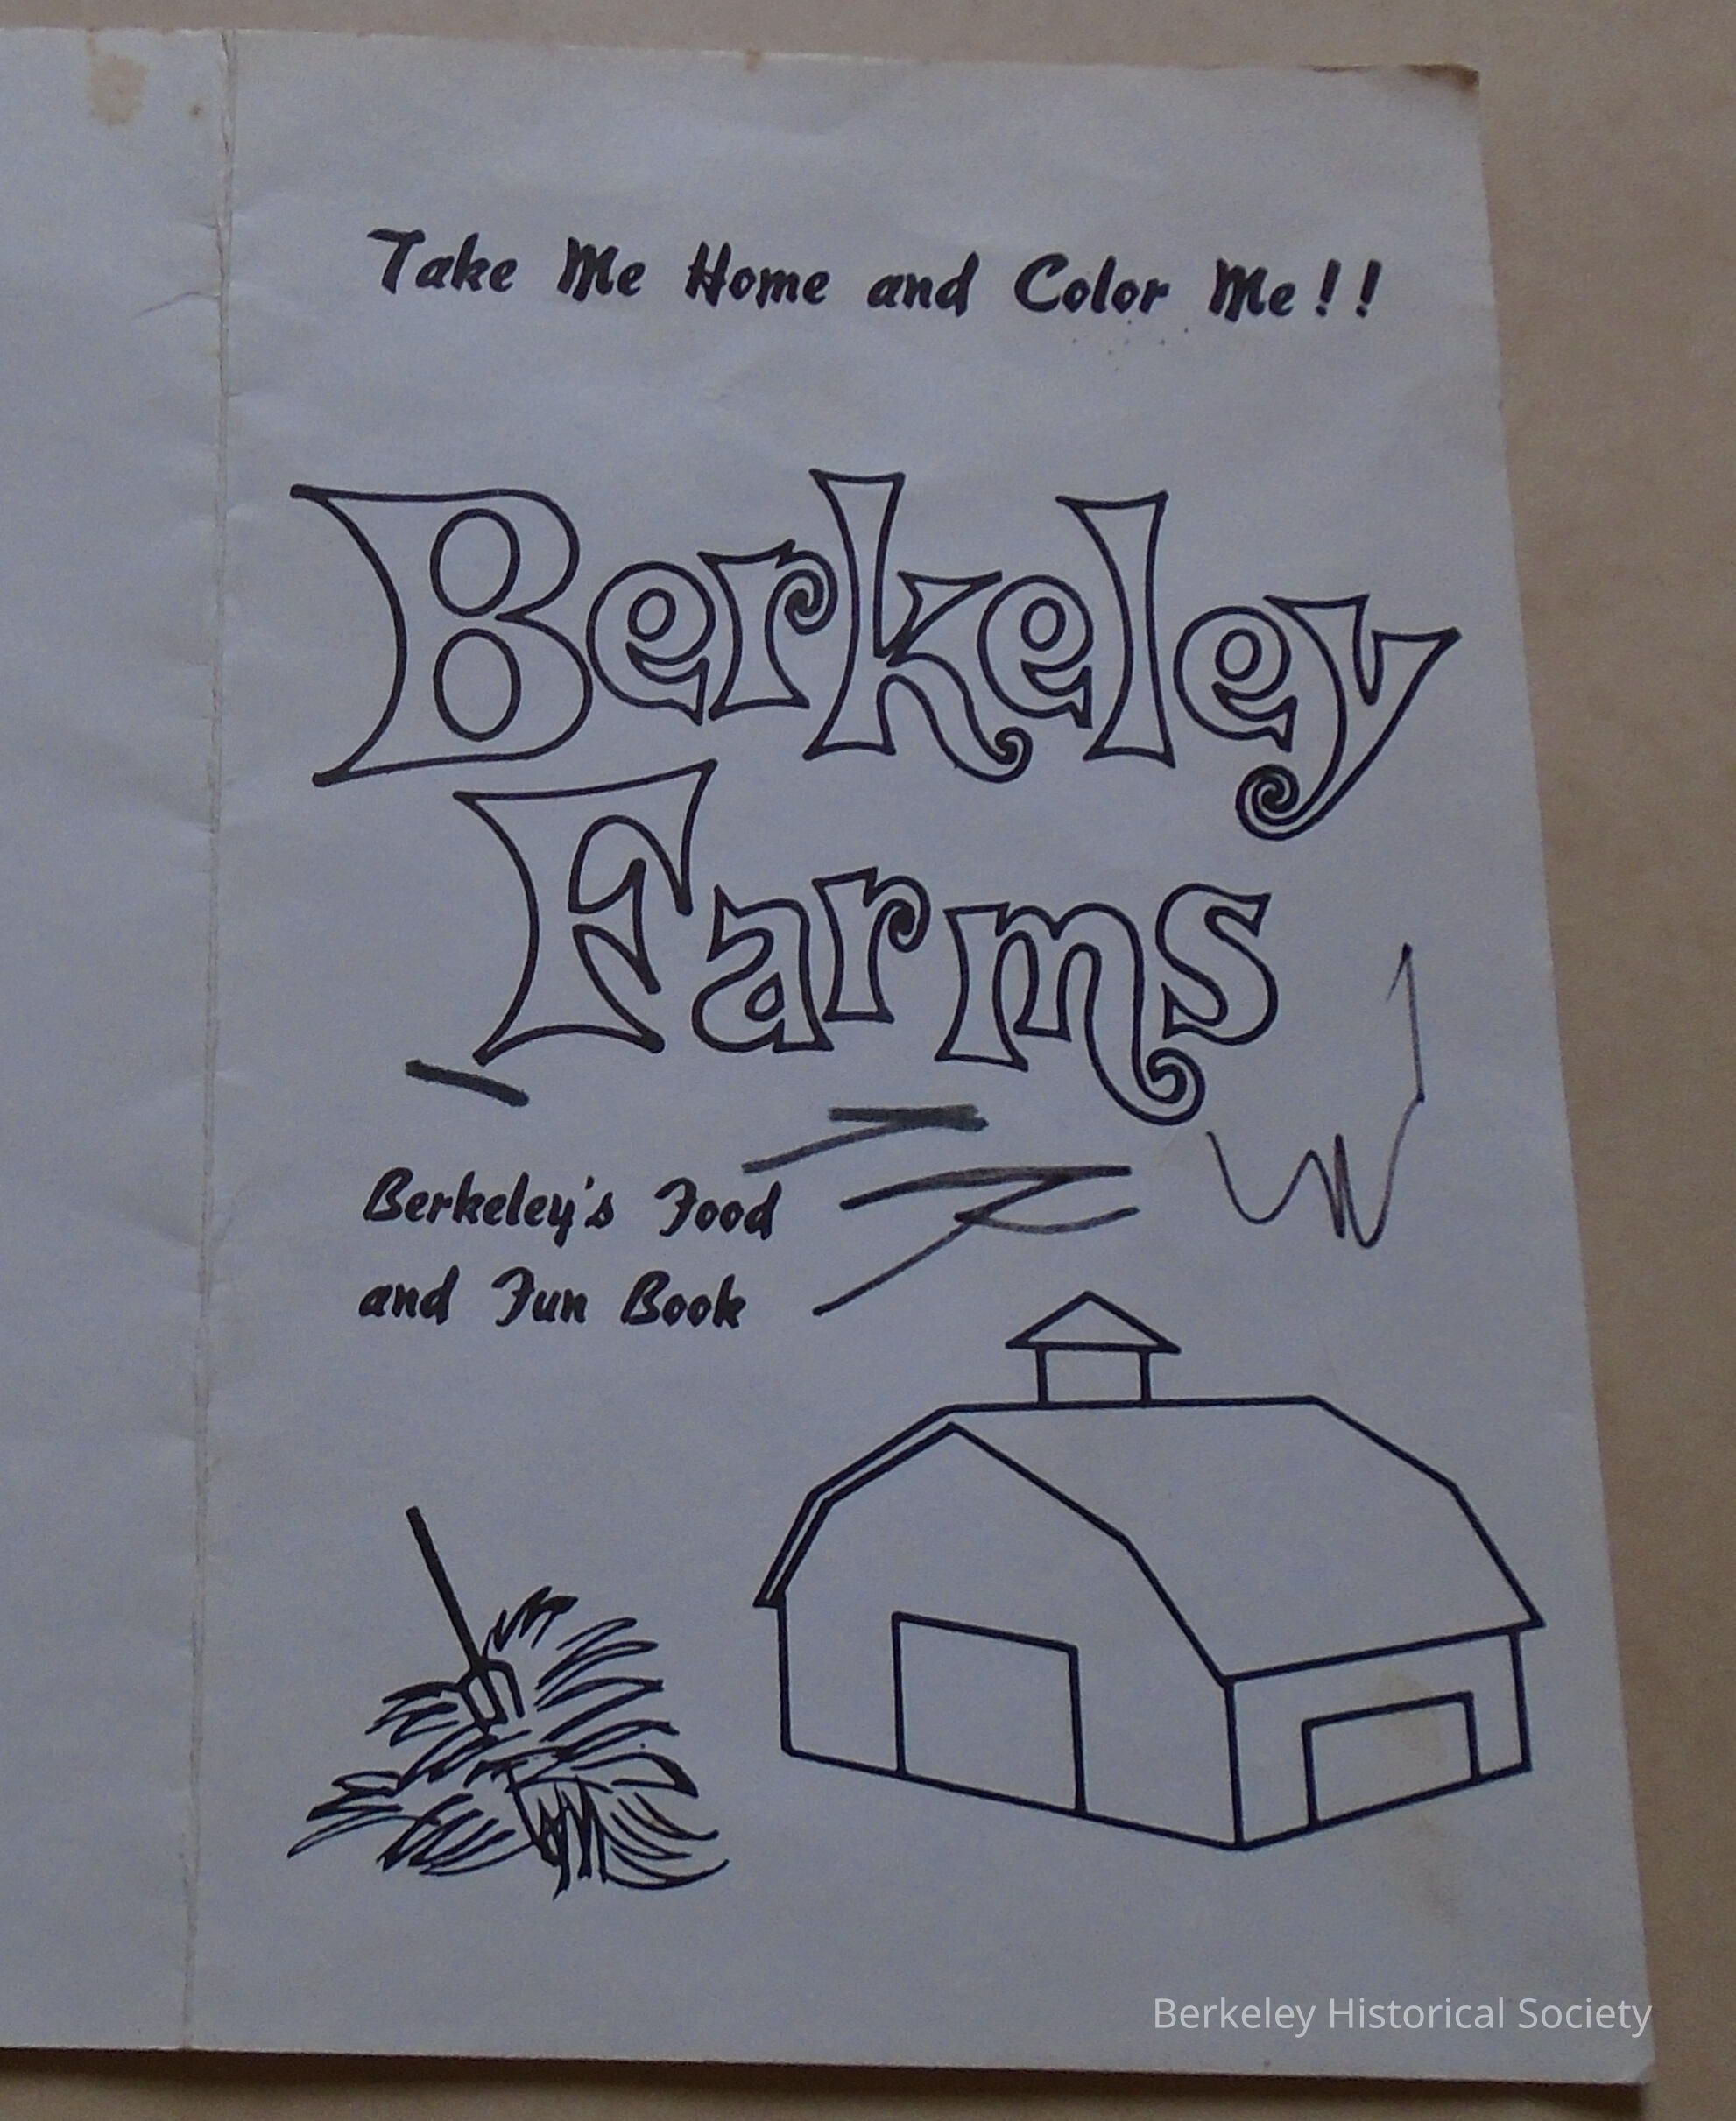 Take Me Home and Color Me!!
Berkeley
Farms
Berkeley's Food
and Fun Book
Berkeley Historical Society